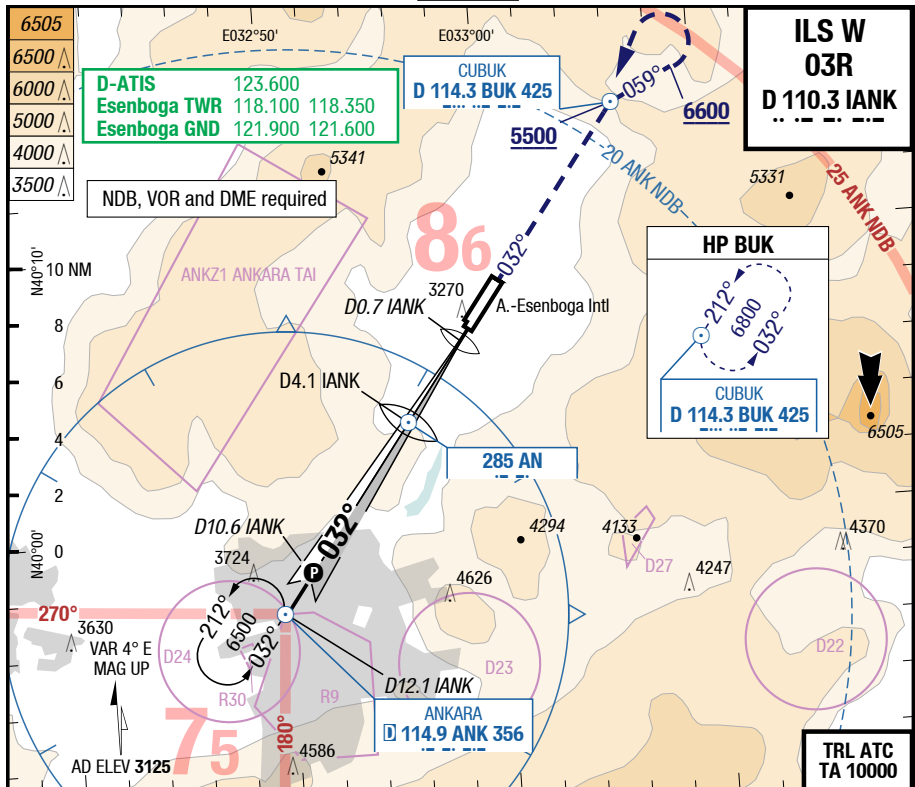 6505
6500
6000
5000
4000
3500
E032°50'
E033°00'
D-ATIS 123.600
Esenboga TWR 118.100 118.350
Esenboga GND 121.900 121.600
CUBUK
D 114.3 BUK 425
059°
6600
5500
ILS W
03R
D 110.3 IANK
5341
20 ANK NDB
5331
25 ANK NDB
NDB, VOR and DME required
ANKZ1 ANKARA TAI
86
032°
HP BUK
212°
6800
032°
CUBUK
D 114.3 BUK 425
N40°10'
10 NM
8
6
4
2
0
N40°00'
3270
A.-Esenboga Intl
D0.7 IANK
D4.1 IANK
6505
285 AN
D10.6 IANK
032°
P
3724
4294
4133
D27
4370
4626
4247
270°
212°
6500
032°
3630
VAR 4° E
MAG UP
D24
R30
R9
D23
D22
D12.1 IANK
ANKARA
D 114.9 ANK 356
75
180°
4586
AD ELEV 3125
TRL ATC
TA 10000